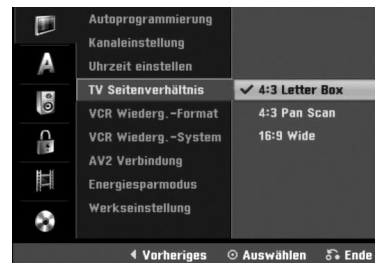 Autoprogrammierung
Kanaleinstellung
Uhrzeit einstellen
TV Seitenverhältnis ✔ 4:3 Letter Box
VCR Wiederg.-Format 4:3 Pan Scan
VCR Wiederg.-System 16:9 Wide
AV2 Verbindung
Energiesparmodus
Werkseinstellung
A
◀ Vorheriges ⊙ Auswählen Ende